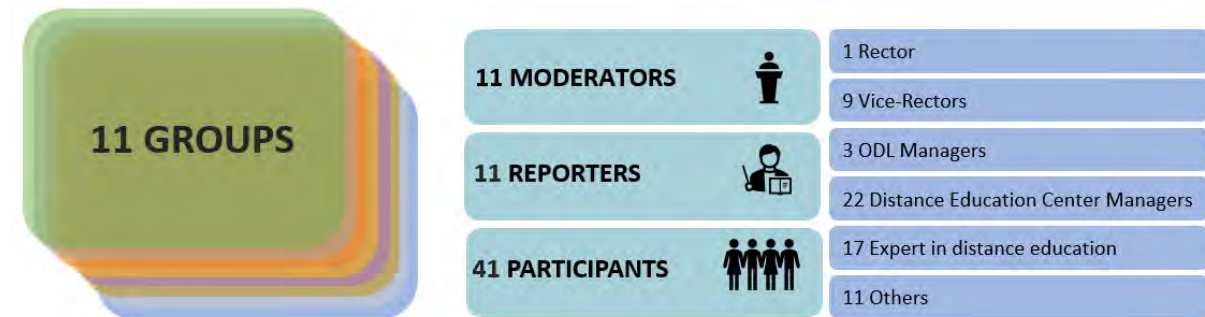 11 GROUPS
11 MODERATORS
11 REPORTERS
41 PARTICIPANTS
1 Rector
9 Vice-Rectors
3 ODL Managers
22 Distance Education Center Managers
17 Expert in distance education
11 Others